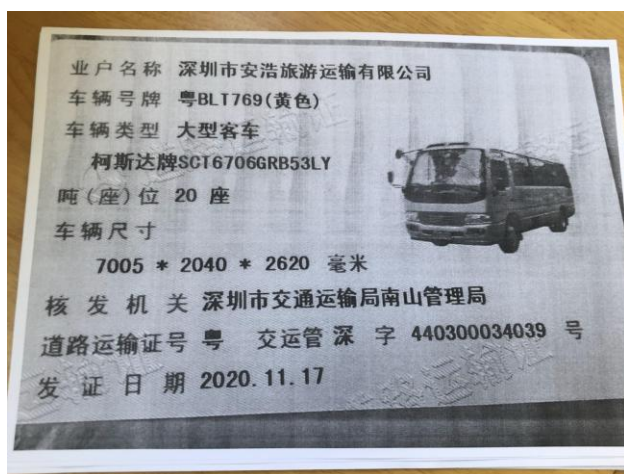 业户名称 深圳市安浩旅游运输有限公司
车辆号牌 粤BLT769(黄色)
车辆类型 大型客车
柯斯达牌SCT6706GRB53LY
吨(座)位 20 座
车辆尺寸
7005 * 2040 * 2620 毫米
核发机关 深圳市交通运输局南山管理局
道路运输证号 粤 交运管 深 字 440300034039 号
发证日期 2020.11.17